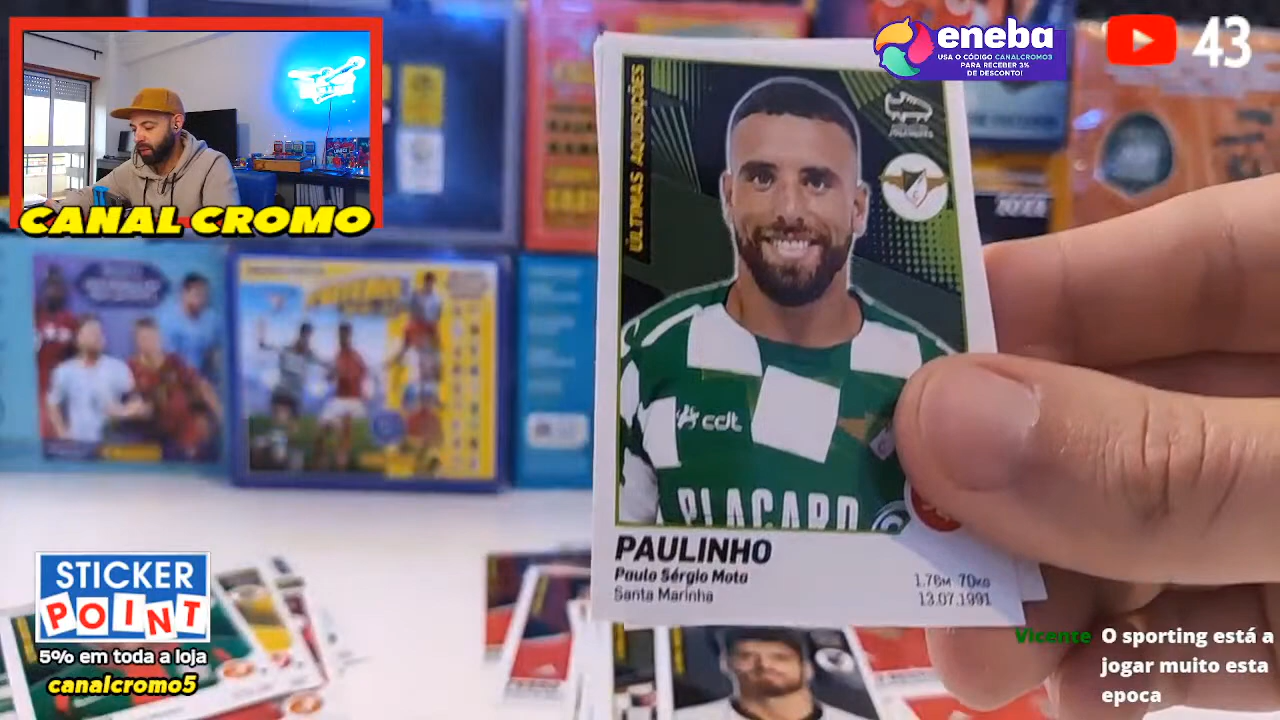 eneba
USA O CÓDIGO CANALCROMO3
PARA RECEBER 3%
DE DESCONTO!
43
CANAL CROMO
ÚLTIMAS AQUISIÇÕES
cdt
PLACARD
PAULINHO
Paulo Sérgio Mota
Santa Marinha
1.76M 70KG
13.07.1991
STICKER
POINT
5% em toda a loja
canalcromo5
Vicente O sporting está a
jogar muito esta
epoca